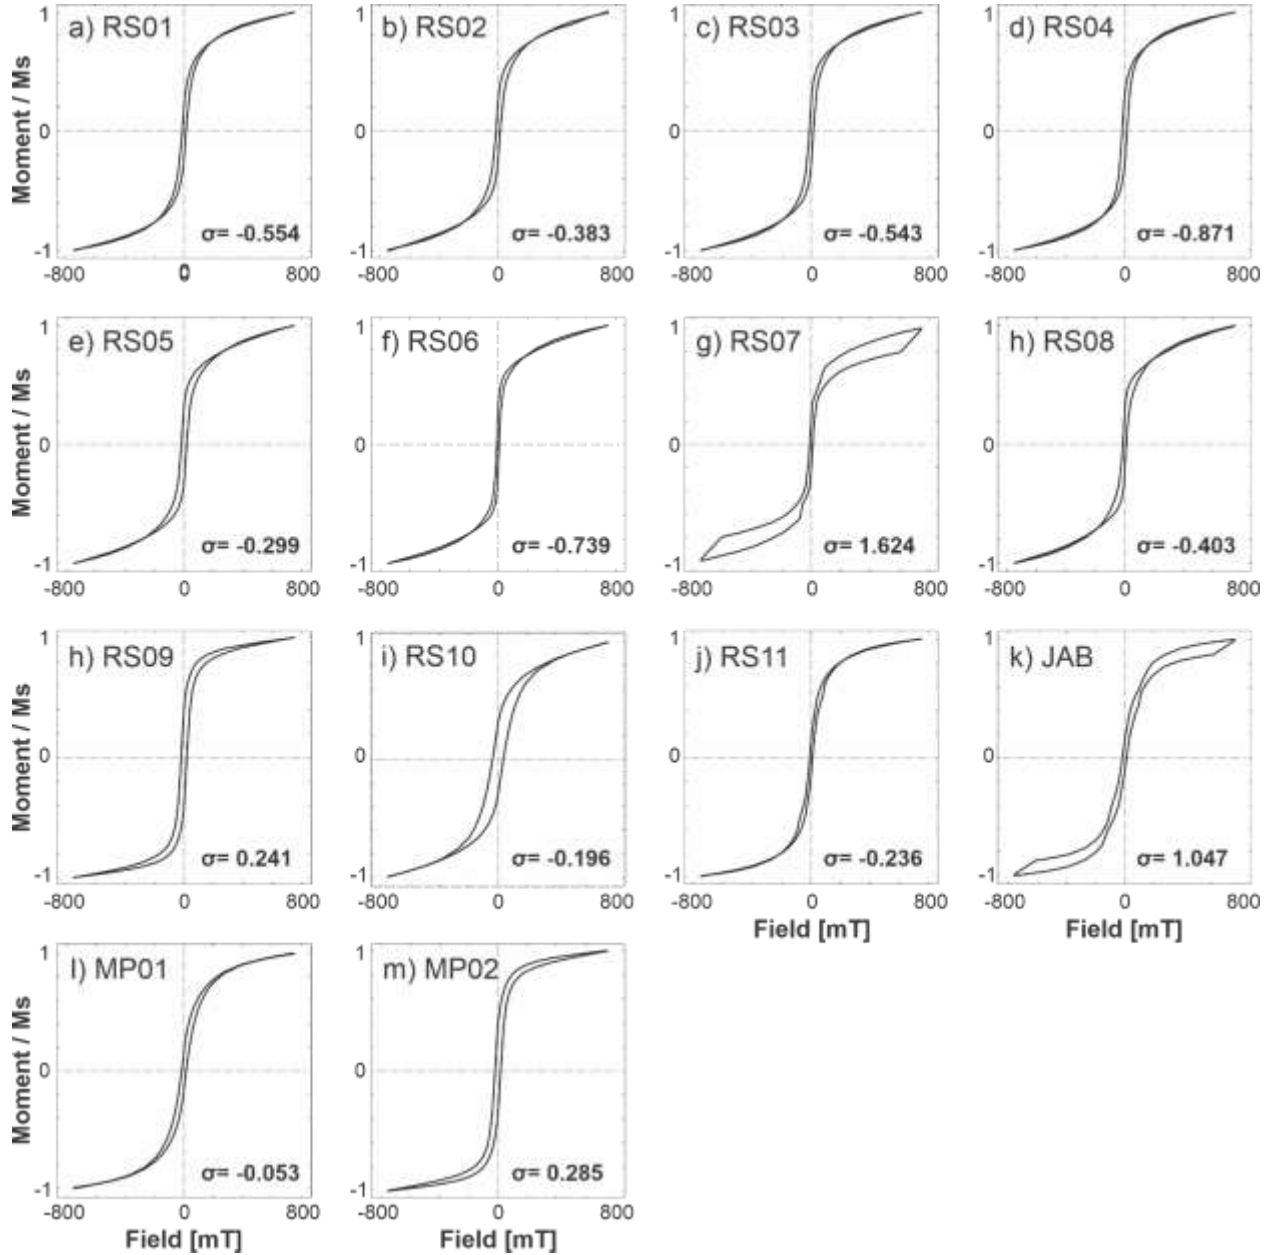 a) RS01
b) RS02
c) RS03
d) RS04
Moment / Ms
1
0
-1
σ= -0.554
-800
0
800
1
0
-1
σ= -0.383
-800
0
800
1
0
-1
σ= -0.543
-800
0
800
1
0
-1
σ= -0.871
-800
0
800
e) RS05
f) RS06
g) RS07
h) RS08
Moment / Ms
1
0
-1
σ= -0.299
-800
0
800
1
0
-1
σ= -0.739
-800
0
800
1
0
-1
σ= 1.624
-800
0
800
1
0
-1
σ= -0.403
-800
0
800
h) RS09
i) RS10
j) RS11
k) JAB
Moment / Ms
1
0
-1
σ= 0.241
-800
0
800
1
0
-1
σ= -0.196
-800
0
800
1
0
-1
σ= -0.236
-800
0
800
Field [mT]
1
0
-1
σ= 1.047
-800
0
800
Field [mT]
l) MP01
m) MP02
Moment / Ms
1
0
-1
σ= -0.053
-800
0
800
Field [mT]
1
0
-1
σ= 0.285
-800
0
800
Field [mT]